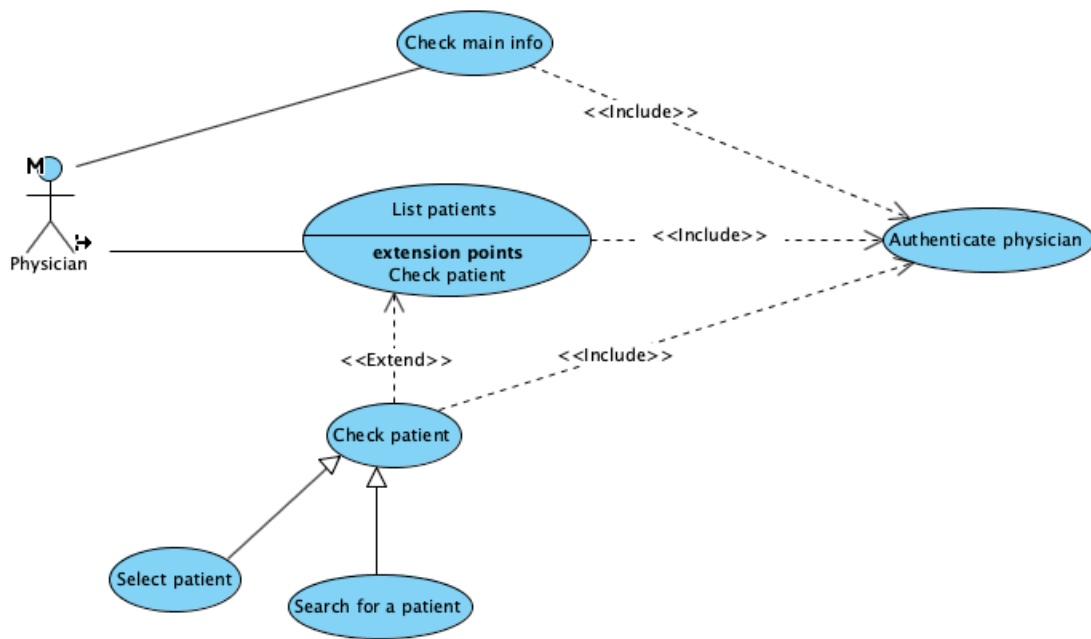 Check main info
<<Include>>
M
Physician
List patients
extension points
Check patient
<<Include>>
Authenticate physician
<<Extend>>
<<Include>>
Check patient
Select patient
Search for a patient